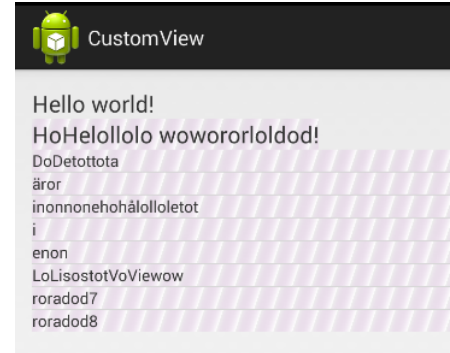 CustomView
Hello world!
HoHelollolo wowororloldod!
DoDetottota
äror
inonnonehohålolloletot
i
enon
LoLisostotVoViewow
roradod7
roradod8